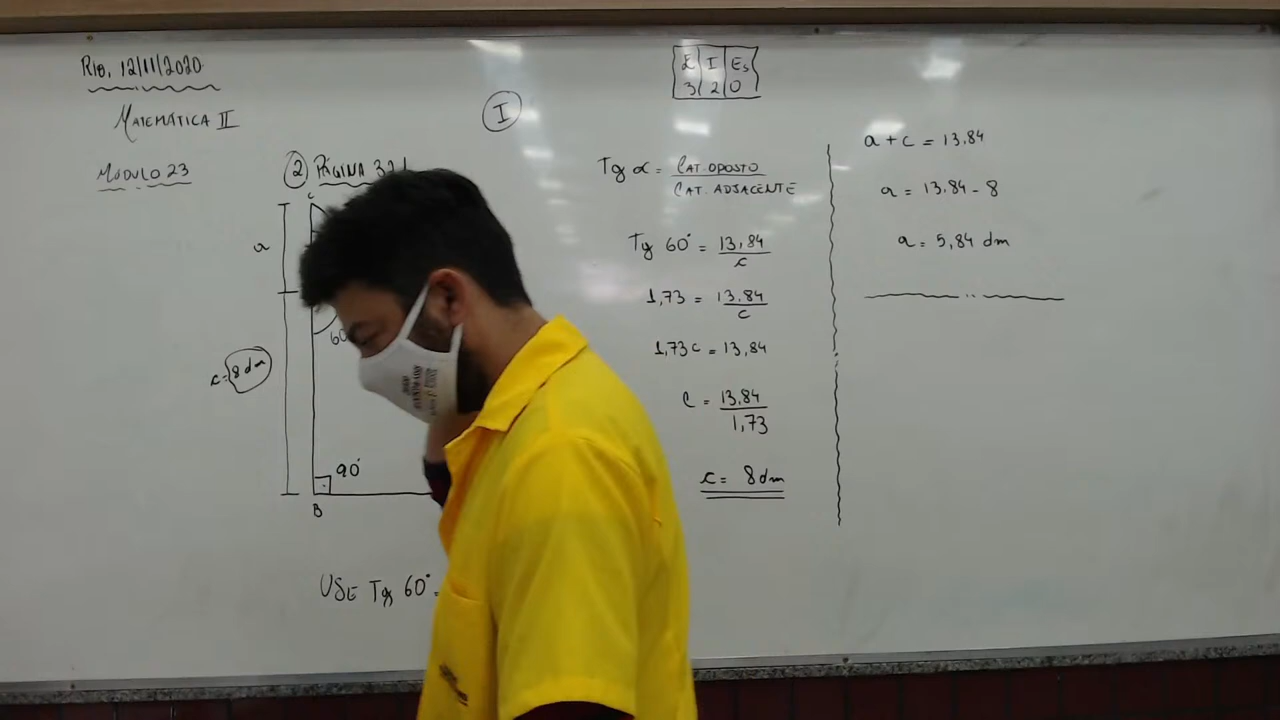 Rio, 12/11/2020
MATEMÁTICA II
MÓDULO 23
I
E I Es
3 2 0
2 PÁGINA
C
a
60
c=8dm
90°
B
USE Tg 60° =
Tg α = CAT. OPOSTO
CAT. ADJACENTE
Tg 60° = 13,84
c
1,73 = 13,84
c
1,73c = 13,84
c = 13,84
1,73
c = 8dm
a + c = 13,84
a = 13,84 - 8
a = 5,84 dm